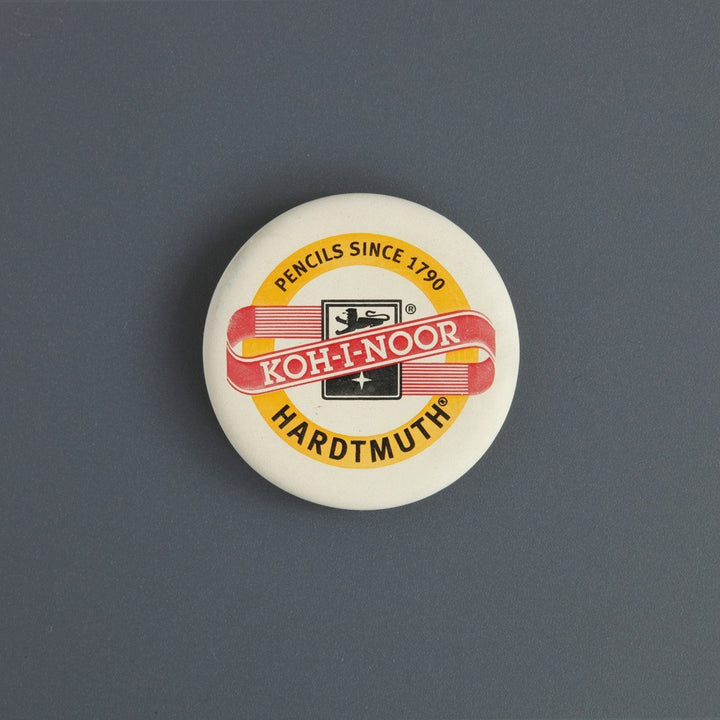 PENCILS SINCE 1790
®
KOH-I-NOOR
HARDTMUTH®